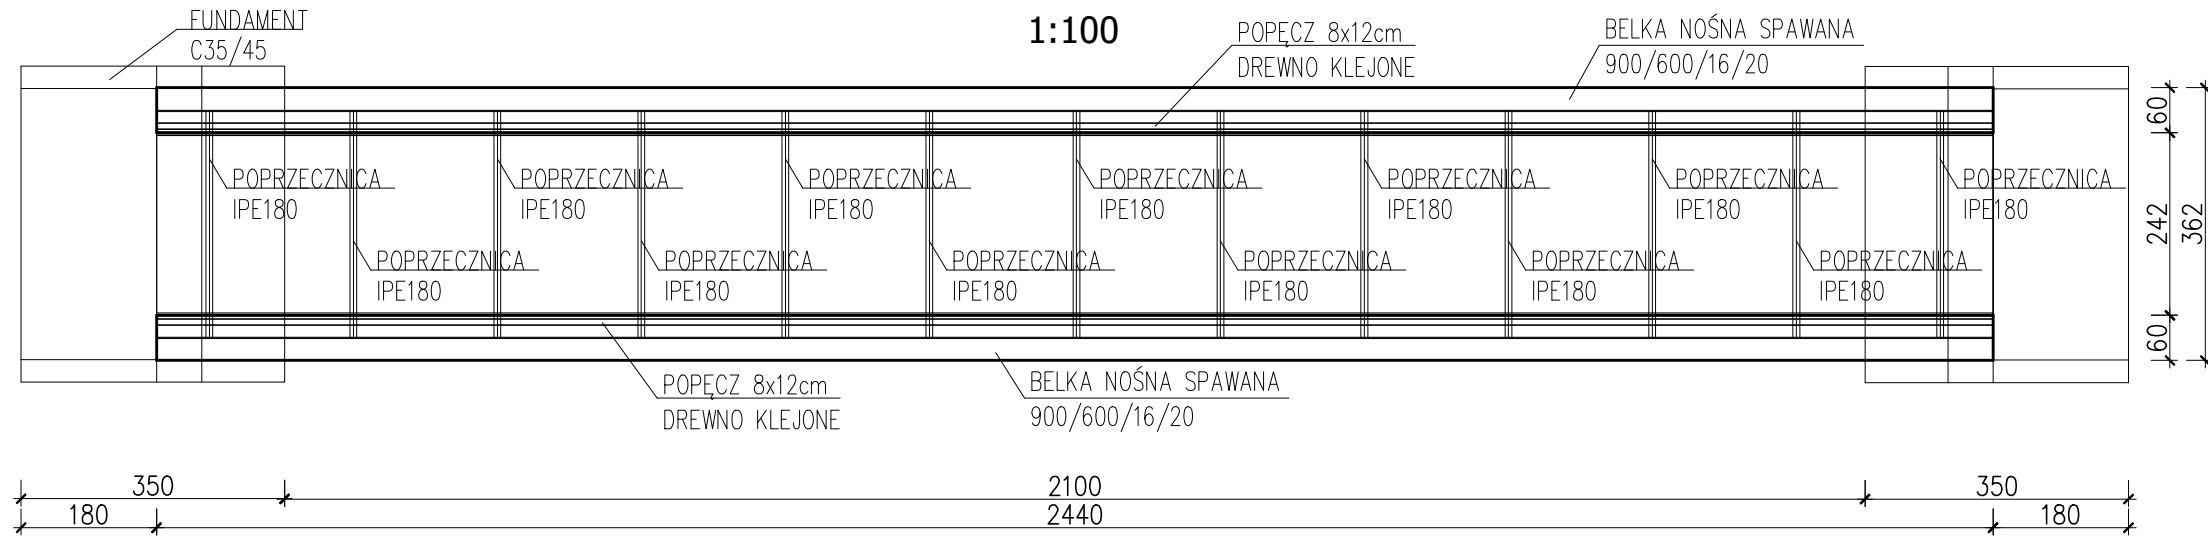 FUNDAMENT
C35/45
1:100
POPĘCZ 8x12cm
DREWNO KLEJONE
BELKA NOŚNA SPAWANA
900/600/16/20
60
242
362
60
POPRZECZNICA
IPE180
POPRZECZNICA
IPE180
POPRZECZNICA
IPE180
POPRZECZNICA
IPE180
POPRZECZNICA
IPE180
POPRZECZNICA
IPE180
POPRZECZNICA
IPE180
POPRZECZNICA
IPE180
POPRZECZNICA
IPE180
POPRZECZNICA
IPE180
POPRZECZNICA
IPE180
POPRZECZNICA
IPE180
POPRZECZNICA
IPE180
POPĘCZ 8x12cm
DREWNO KLEJONE
BELKA NOŚNA SPAWANA
900/600/16/20
350 2100 350
180 2440 180